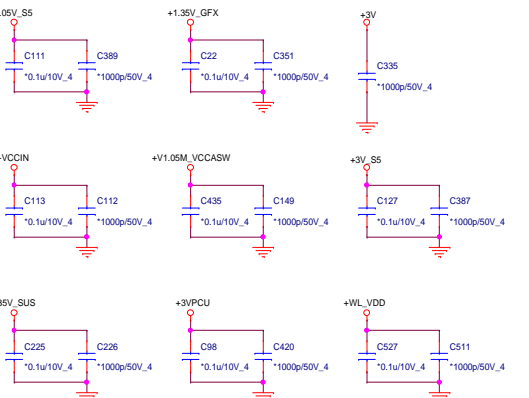 .05V_S5
+1.35V_GFX
+3V
C111
C389
C22
C351
C335
*0.1u/10V_4
*1000p/50V_4
*0.1u/10V_4
*1000p/50V_4
*1000p/50V_4
VCCIN
+V1.05M_VCCASW
+3V_S5
C113
C112
C435
C149
C127
C387
*0.1u/10V_4
*1000p/50V_4
*0.1u/10V_4
*1000p/50V_4
*0.1u/10V_4
*1000p/50V_4
35V_SUS
+3VPCU
+WL_VDD
C225
C226
C98
C420
C527
C511
*0.1u/10V_4
*1000p/50V_4
*0.1u/10V_4
*1000p/50V_4
*0.1u/10V_4
*1000p/50V_4